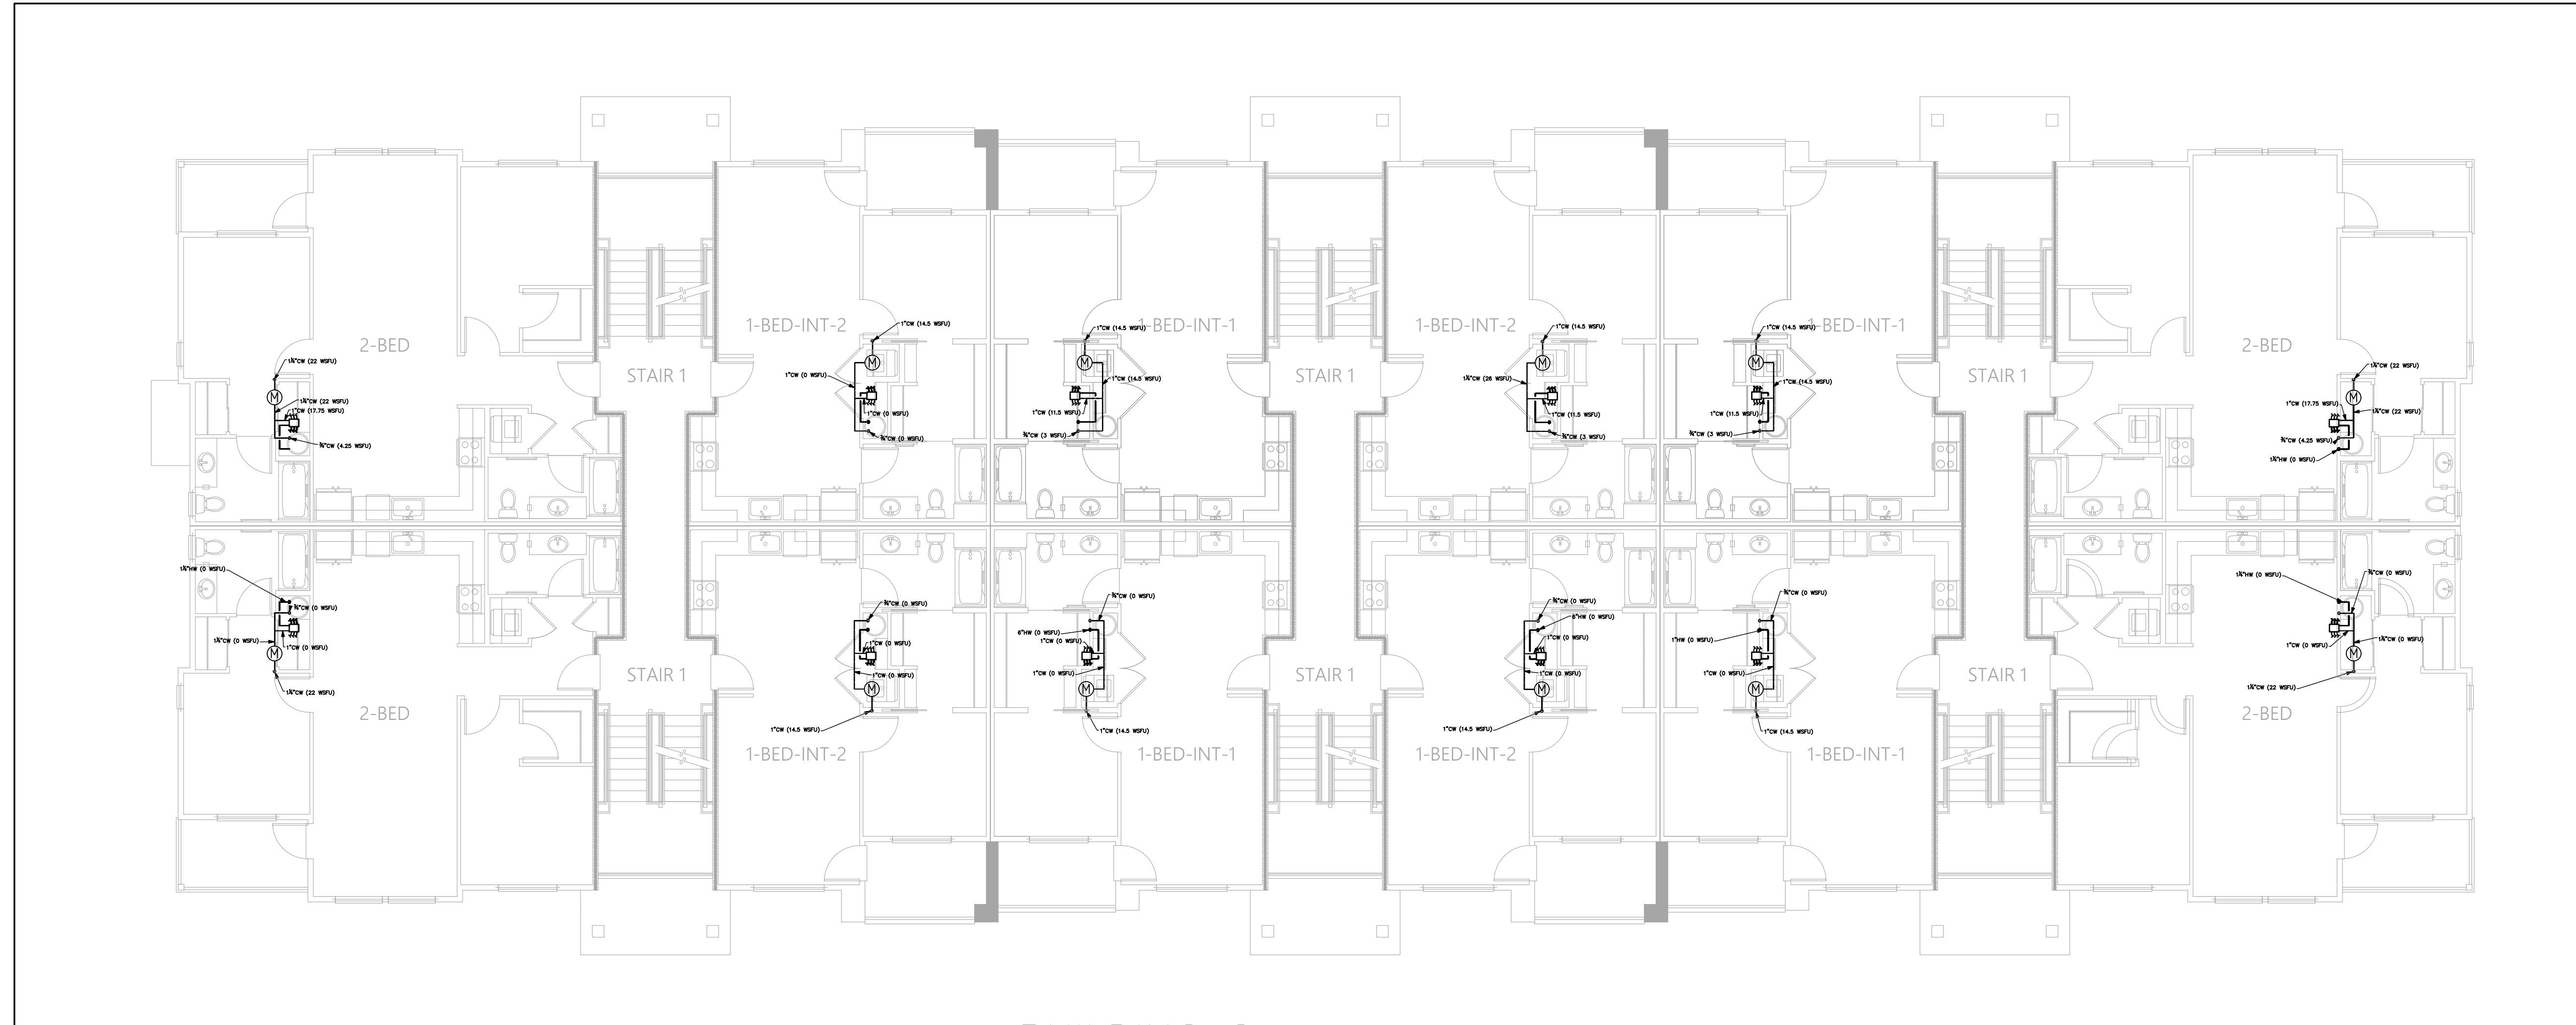 1-BED-INT-2
1"CW (14.5 WSFU)
1"CW (14.5 WSFU)
1-BED-INT-1
1-BED-INT-2
1"CW (14.5 WSFU)
1"CW (14.5 WSFU)
1-BED-INT-1
2-BED
2-BED
1¼"CW (22 WSFU)
STAIR 1
1"CW (0 WSFU)
1"CW (14.5 WSFU)
STAIR 1
1¼"CW (26 WSFU)
1"CW (14.5 WSFU)
STAIR 1
1¼"CW (22 WSFU)
M
M
M
M
M
M
1¼"CW (22 WSFU)
1"CW (17.75 WSFU)
1"CW (0 WSFU)
1"CW (11.5 WSFU)
1"CW (11.5 WSFU)
1"CW (11.5 WSFU)
1"CW (17.75 WSFU)
1¼"CW (22 WSFU)
¾"CW (4.25 WSFU)
¾"CW (0 WSFU)
¾"CW (3 WSFU)
¾"CW (3 WSFU)
¾"CW (3 WSFU)
¾"CW (4.25 WSFU)
1¼"HW (0 WSFU)
1¼"HW (0 WSFU)
¾"CW (0 WSFU)
¾"CW (0 WSFU)
¾"CW (0 WSFU)
¾"CW (0 WSFU)
¾"CW (0 WSFU)
1¼"HW (0 WSFU)
¾"CW (0 WSFU)
6"HW (0 WSFU)
6"HW (0 WSFU)
1"HW (0 WSFU)
1¼"CW (0 WSFU)
1"CW (0 WSFU)
1"CW (0 WSFU)
1"CW (0 WSFU)
1"CW (0 WSFU)
1"CW (0 WSFU)
1¼"CW (0 WSFU)
M
STAIR 1
1"CW (0 WSFU)
1"CW (0 WSFU)
STAIR 1
1"CW (0 WSFU)
1"CW (0 WSFU)
STAIR 1
M
M
M
M
M
1¼"CW (22 WSFU)
1¼"CW (22 WSFU)
2-BED
2-BED
1"CW (14.5 WSFU)
1"CW (14.5 WSFU)
1"CW (14.5 WSFU)
1"CW (14.5 WSFU)
1-BED-INT-2
1-BED-INT-1
1-BED-INT-2
1-BED-INT-1